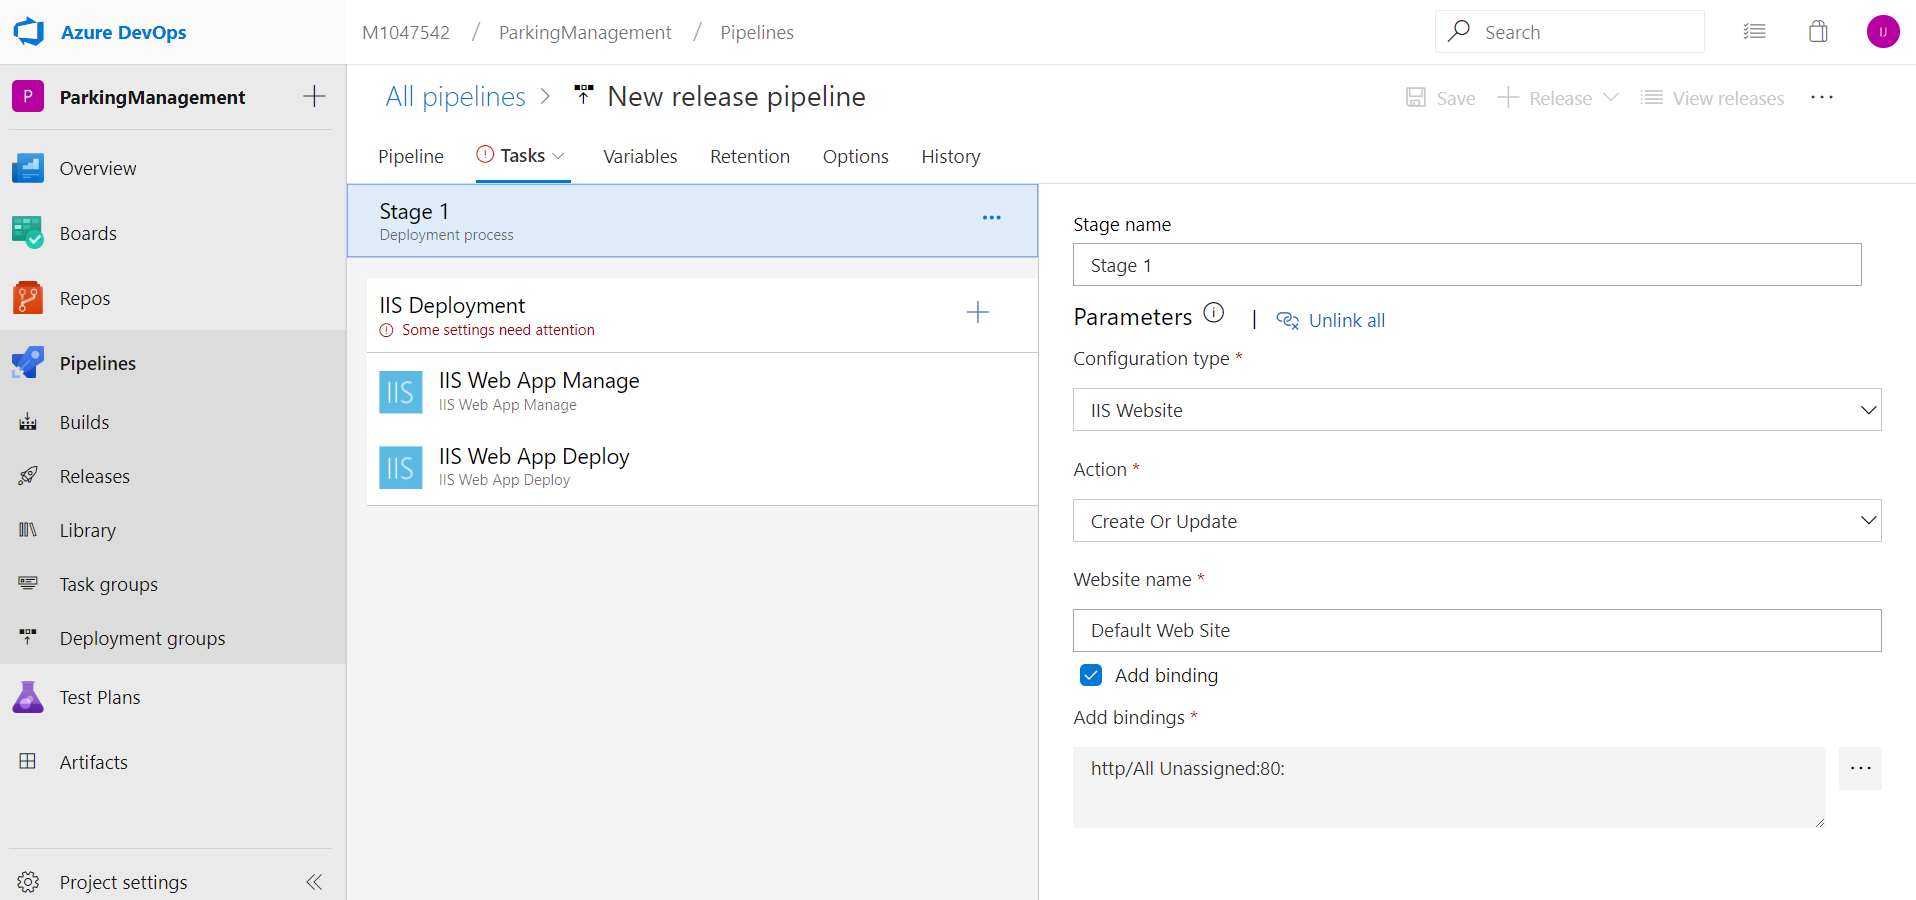 Azure DevOps
M1047542 / ParkingManagement / Pipelines
Search
IJ
P ParkingManagement
All pipelines > New release pipeline
Save
Release
View releases
...
Overview
Boards
Repos
Pipelines
Builds
Releases
Library
Task groups
Deployment groups
Test Plans
Artifacts
Project settings
Pipeline
Tasks
Variables
Retention
Options
History
Stage 1
Deployment process
...
IIS Deployment
Some settings need attention
IIS
IIS Web App Manage
IIS Web App Manage
IIS
IIS Web App Deploy
IIS Web App Deploy
Stage name
Stage 1
Parameters | Unlink all
Configuration type *
IIS Website
Action *
Create Or Update
Website name *
Default Web Site
Add binding
Add bindings *
http/All Unassigned:80:
...